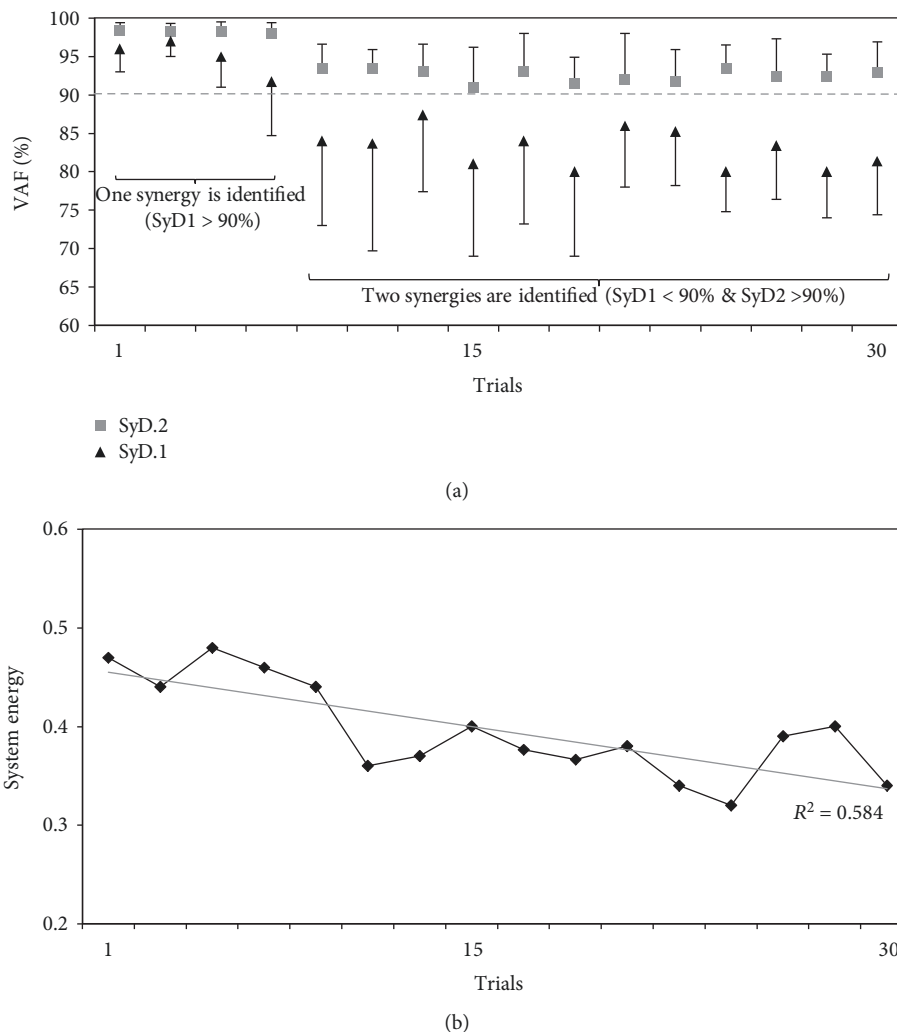 100
95
90
85
80
75
70
65
60
VAF (%)
One synergy is identified
(SyD1 > 90%)
Two synergies are identified (SyD1 < 90% & SyD2 >90%)
1
15
30
Trials
SyD.2
SyD.1
(a)
0.6
0.5
0.4
0.3
0.2
System energy
R² = 0.584
1
15
30
Trials
(b)